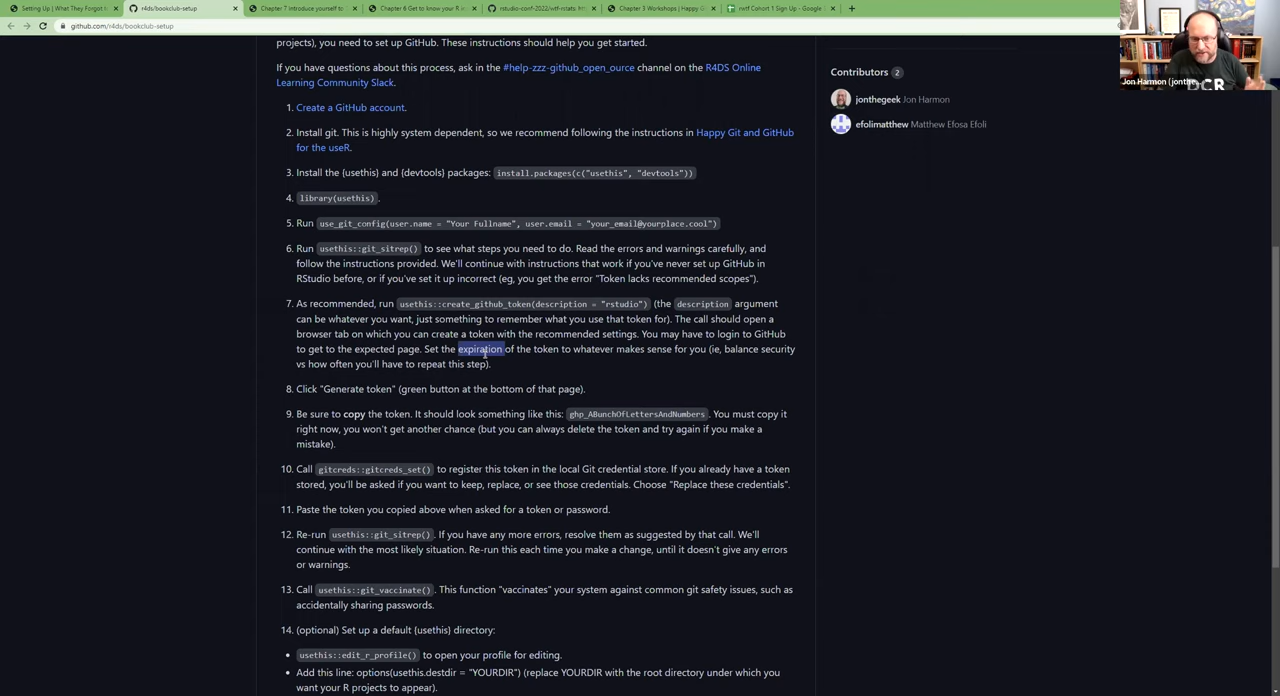 Setting Up | What They Forgot to
r4ds/bookclub-setup
Chapter 7 Introduce yourself to
Chapter 6 Get to know your R in
rstudio-conf-2022/wtf-rcats: htt
Chapter 3 Workshops | Happy G
rwtf Cohort 1 Sign Up - Google
github.com/r4ds/bookclub-setup
projects), you need to set up GitHub. These instructions should help you get started.
If you have questions about this process, ask in the #help-zzz-github_open_ource channel on the R4DS Online
Learning Community Slack.
1. Create a GitHub account.
2. Install git. This is highly system dependent, so we recommend following the instructions in Happy Git and GitHub
for the useR.
3. Install the {usethis} and {devtools} packages: install.packages(c("usethis", "devtools"))
4. library(usethis).
5. Run use_git_config(user.name = "Your Fullname", user.email = "your_email@yourplace.cool")
6. Run usethis::git_sitrep() to see what steps you need to do. Read the errors and warnings carefully, and
follow the instructions provided. We'll continue with instructions that work if you've never set up GitHub in
RStudio before, or if you've set it up incorrect (eg, you get the error "Token lacks recommended scopes").
7. As recommended, run usethis::create_github_token(description = "rstudio") (the description argument
can be whatever you want, just something to remember what you use that token for). The call should open a
browser tab on which you can create a token with the recommended settings. You may have to login to GitHub
to get to the expected page. Set the expiration of the token to whatever makes sense for you (ie, balance security
vs how often you'll have to repeat this step).
8. Click "Generate token" (green button at the bottom of that page).
9. Be sure to copy the token. It should look something like this: ghp_ABunchOfLettersAndNumbers. You must copy it
right now, you won't get another chance (but you can always delete the token and try again if you make a
mistake).
10. Call gitcreds::gitcreds_set() to register this token in the local Git credential store. If you already have a token
stored, you'll be asked if you want to keep, replace, or see those credentials. Choose "Replace these credentials".
11. Paste the token you copied above when asked for a token or password.
12. Re-run usethis::git_sitrep(). If you have any more errors, resolve them as suggested by that call. We'll
continue with the most likely situation. Re-run this each time you make a change, until it doesn't give any errors
or warnings.
13. Call usethis::git_vaccinate(). This function "vaccinates" your system against common git safety issues, such as
accidentally sharing passwords.
14. (optional) Set up a default {usethis} directory:
usethis::edit_r_profile() to open your profile for editing.
Add this line: options(usethis.destdir = "YOURDIR") (replace YOURDIR with the root directory under which you
want your R projects to appear).
Contributors 2
jonthegeek Jon Harmon
efolimatthew Matthew Efosa Efoli
Jon Harmon (jonthe...